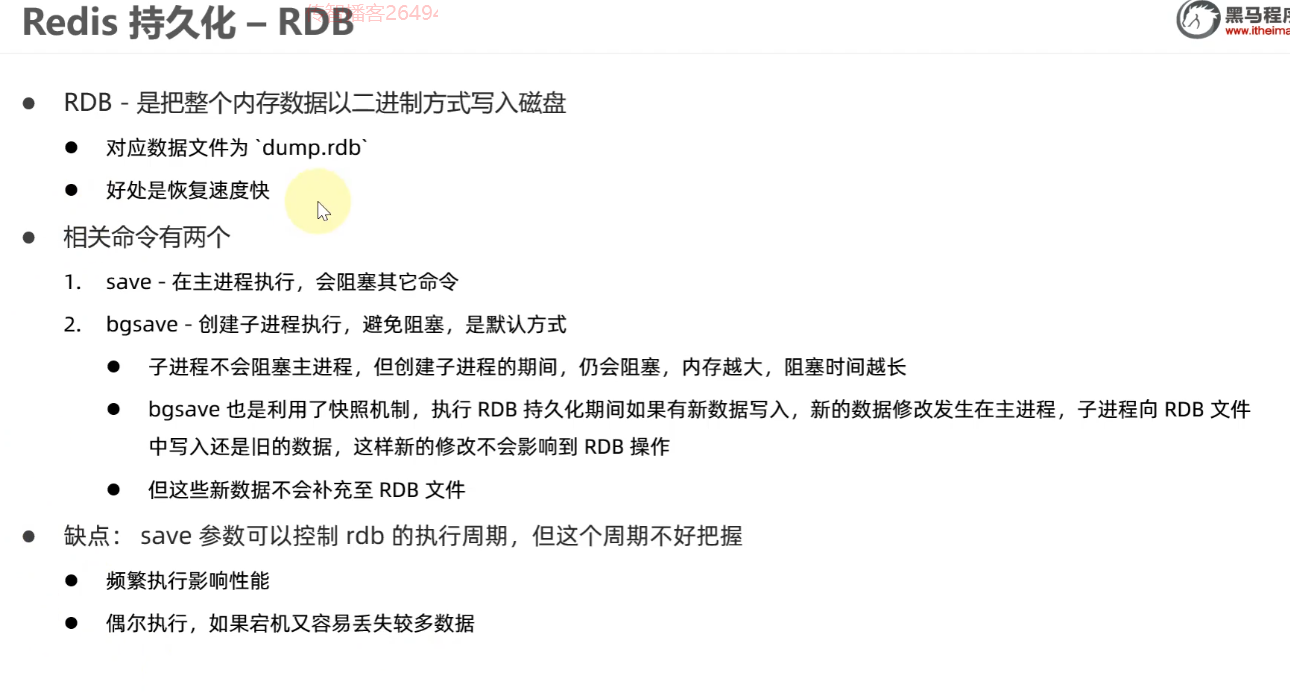 Redis 持久化 – RDB
传智播客26494
黑马程序
www.itheima
● RDB - 是把整个内存数据以二进制方式写入磁盘
● 对应数据文件为 `dump.rdb`
● 好处是恢复速度快
● 相关命令有两个
1. save - 在主进程执行，会阻塞其它命令
2. bgsave - 创建子进程执行，避免阻塞，是默认方式
● 子进程不会阻塞主进程，但创建子进程的期间，仍会阻塞，内存越大，阻塞时间越长
● bgsave 也是利用了快照机制，执行 RDB 持久化期间如果有新数据写入，新的数据修改发生在主进程，子进程向 RDB 文件
中写入还是旧的数据，这样新的修改不会影响到 RDB 操作
● 但这些新数据不会补充至 RDB 文件
● 缺点： save 参数可以控制 rdb 的执行周期，但这个周期不好把握
● 频繁执行影响性能
● 偶尔执行，如果宕机又容易丢失较多数据